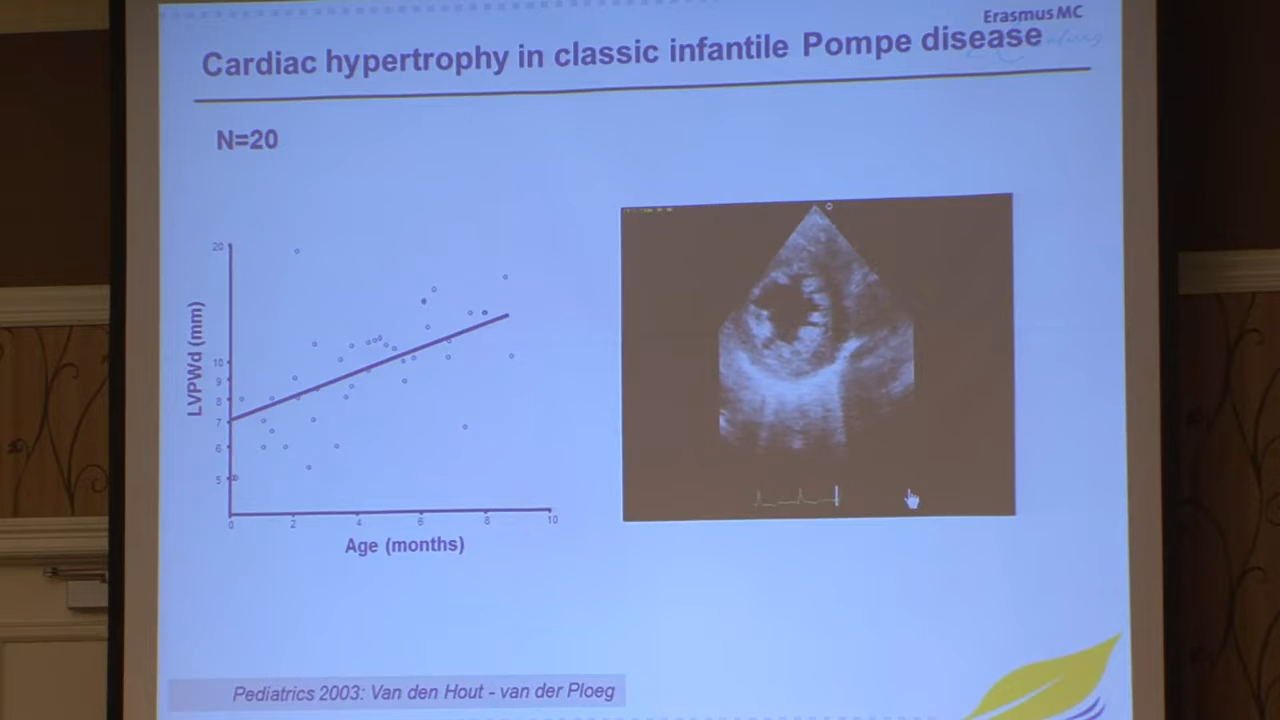 Erasmus MC
Cardiac hypertrophy in classic infantile Pompe disease
N=20
20
10
9
8
7
6
5
LVPWd (mm)
0 2 4 6 8 10
Age (months)
Pediatrics 2003: Van den Hout - van der Ploeg